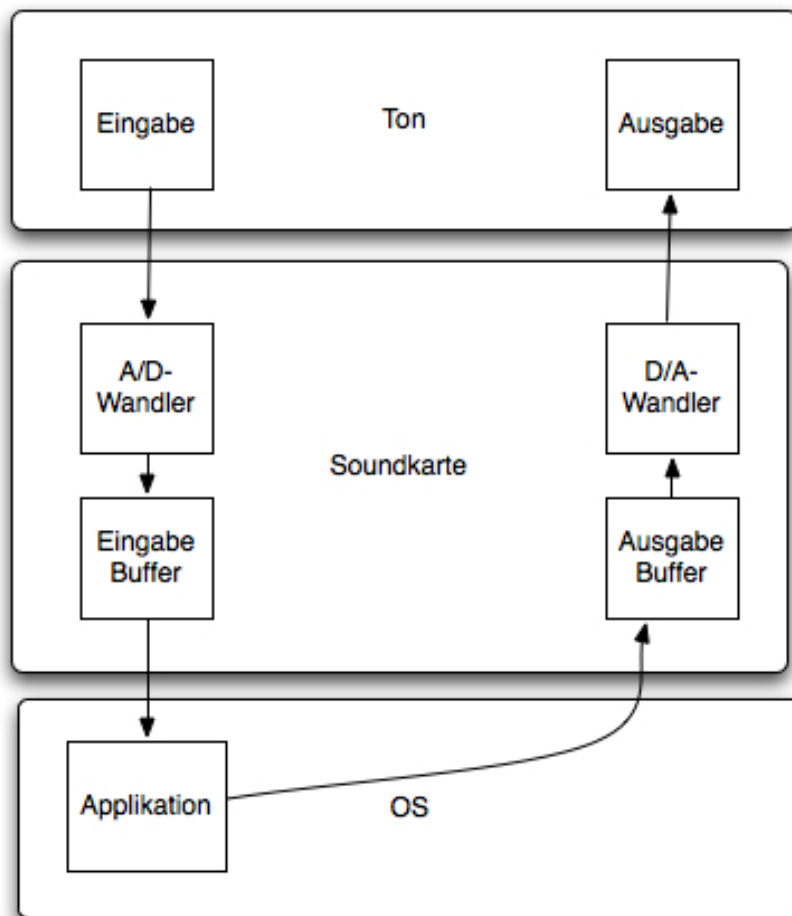 Eingabe
Ton
Ausgabe
A/D-
Wandler
D/A-
Wandler
Soundkarte
Eingabe
Buffer
Ausgabe
Buffer
Applikation
OS